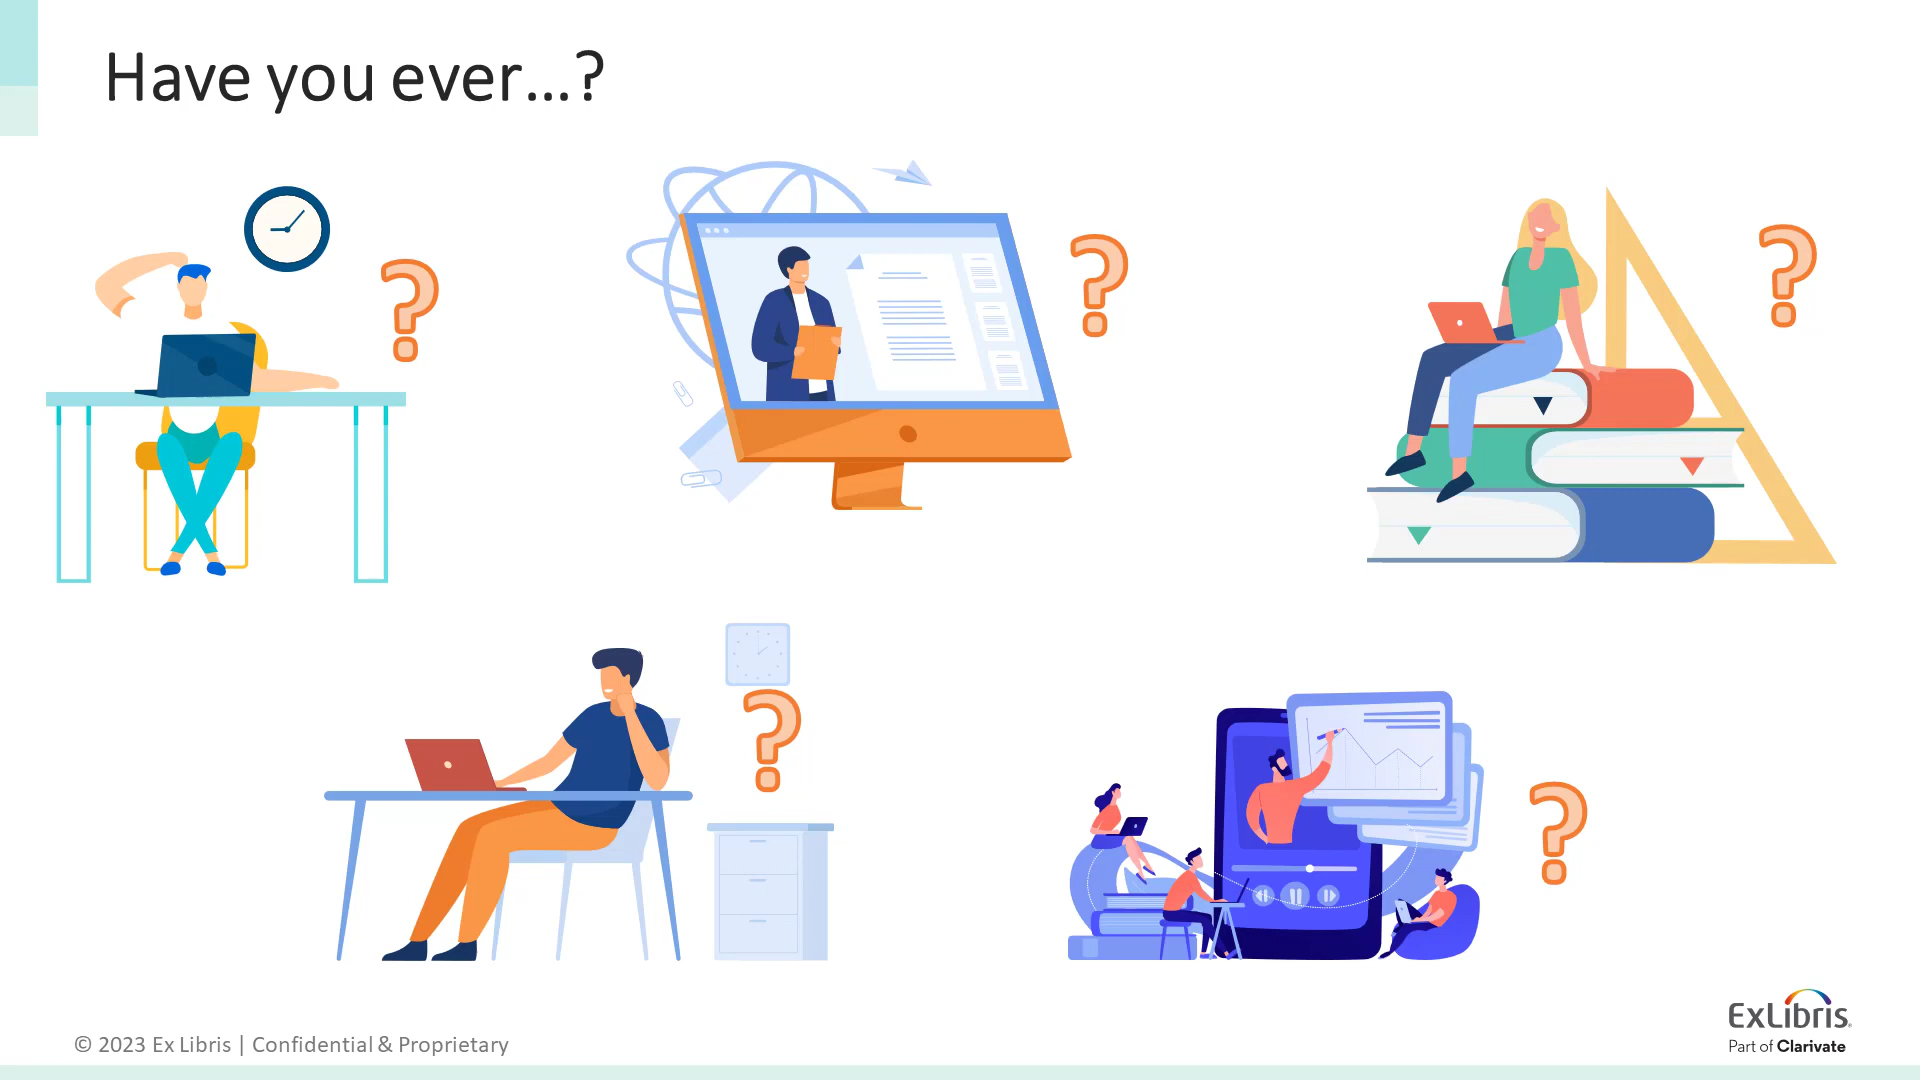 Have you ever...?
?
?
?
?
?
© 2023 Ex Libris | Confidential & Proprietary
ExLibris®
Part of Clarivate